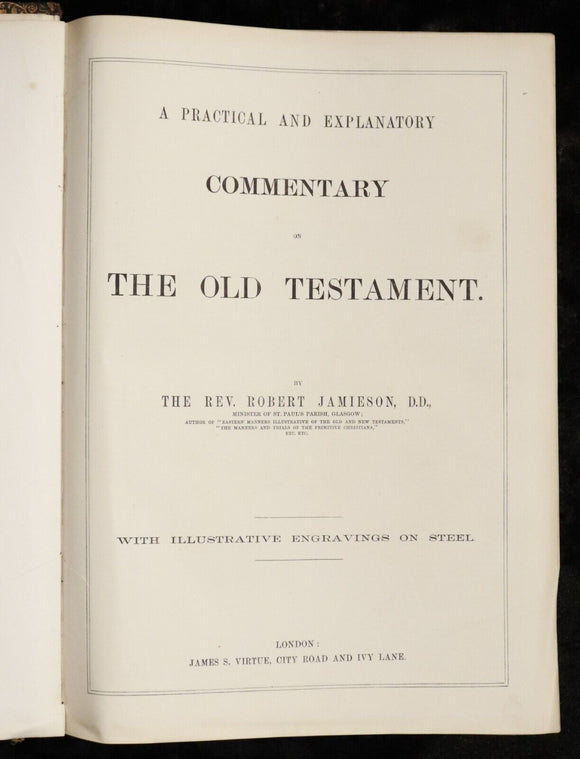 A PRACTICAL AND EXPLANATORY
COMMENTARY
ON
THE OLD TESTAMENT.
BY
THE REV. ROBERT JAMIESON, D.D.,
MINISTER OF ST. PAUL'S PARISH, GLASGOW;
AUTHOR OF "EASTERN MANNERS ILLUSTRATIVE OF THE OLD AND NEW TESTAMENTS,"
"THE MANNERS AND TRIALS OF THE PRIMITIVE CHRISTIANS,"
ETC. ETC.
WITH ILLUSTRATIVE ENGRAVINGS ON STEEL.
LONDON:
JAMES S. VIRTUE, CITY ROAD AND IVY LANE.